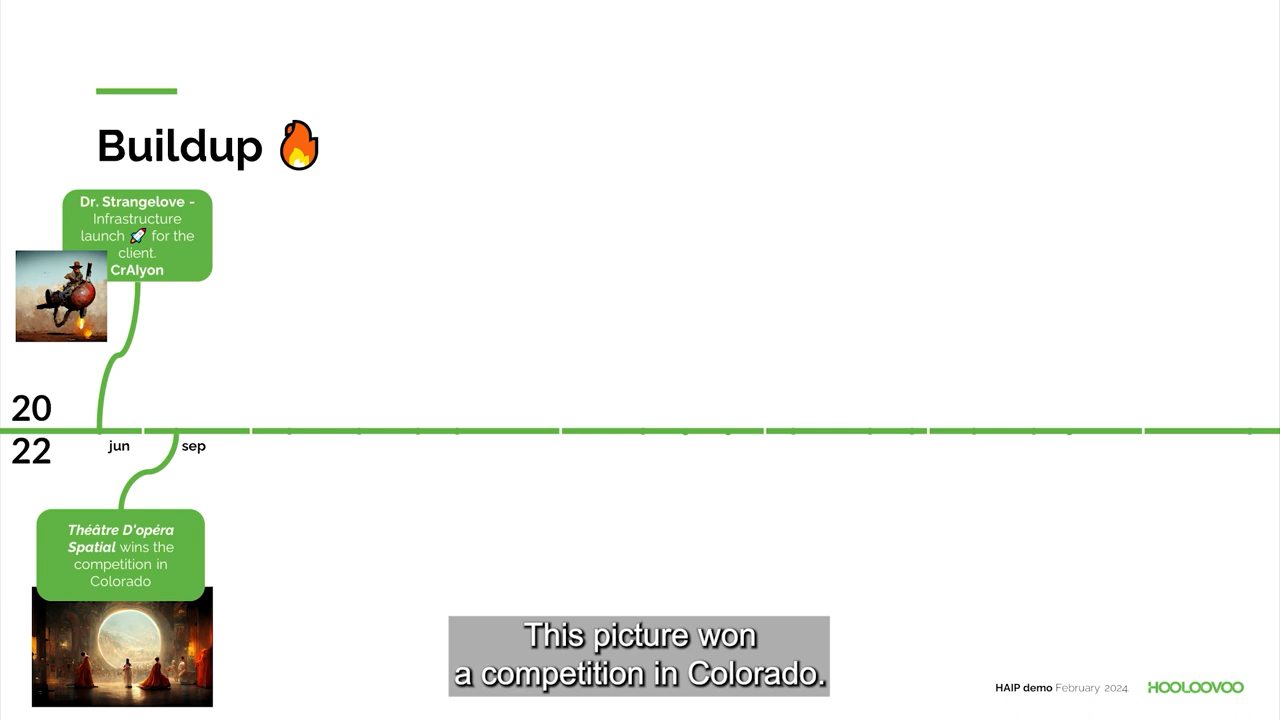 Buildup
Dr. Strangelove -
Infrastructure
launch 🚀 for the
client.
CrAIyon
20
22
jun
sep
Théâtre D'opéra
Spatial wins the
competition in
Colorado
This picture won
a competition in Colorado.
HAIP demo February 2024.
HOOLOOVOO